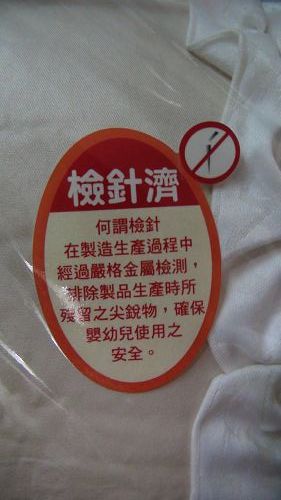 檢針濟
何謂檢針
在製造生產過程中
經過嚴格金屬檢測，
排除製品生產時所
殘留之尖銳物，確保
嬰幼兒使用之
安全。